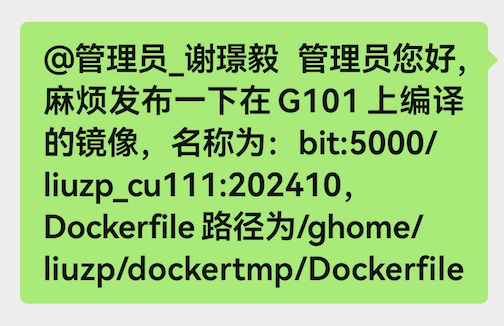 @管理员_谢璟毅 管理员您好，
麻烦发布一下在 G101 上编译
的镜像，名称为：bit:5000/
liuzp_cu111:202410，
Dockerfile 路径为/ghome/
liuzp/dockertmp/Dockerfile